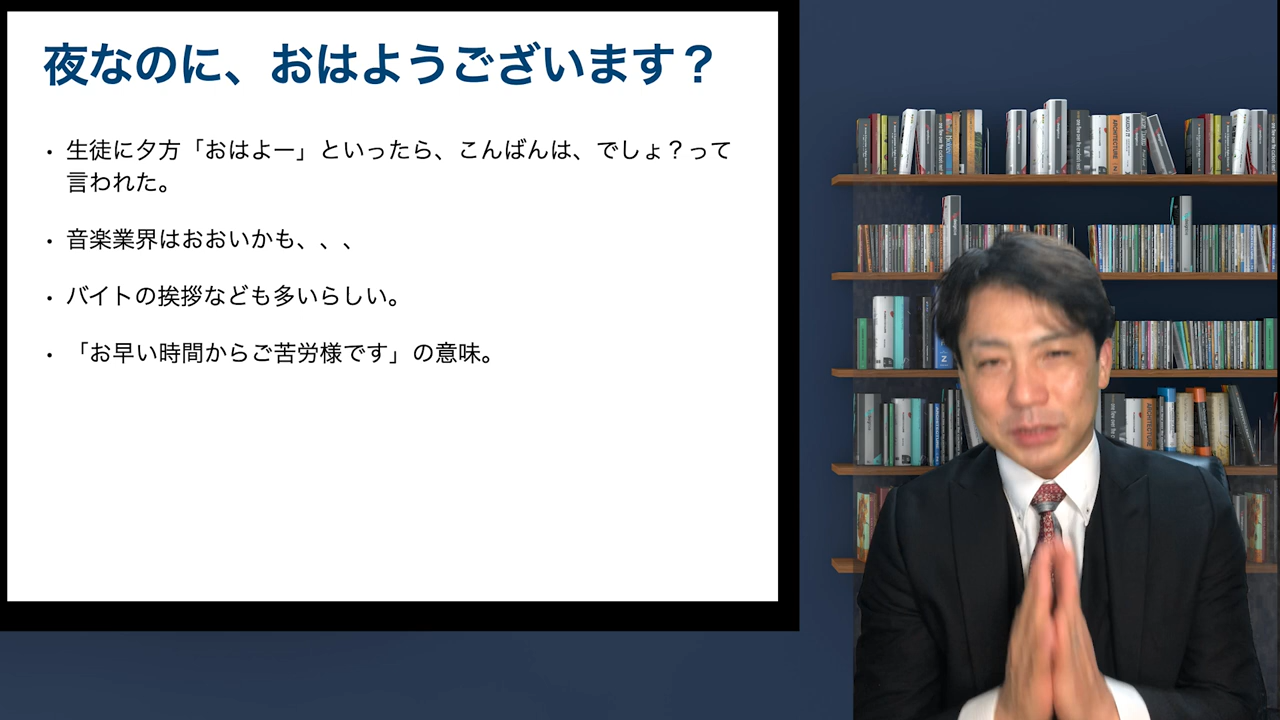 夜なのに、おはようございます？
・生徒に夕方「おはよー」といったら、こんばんは、でしょ？って
言われた。
・音楽業界はおおいかも、、、
・バイトの挨拶なども多いらしい。
・「お早い時間からご苦労様です」の意味。